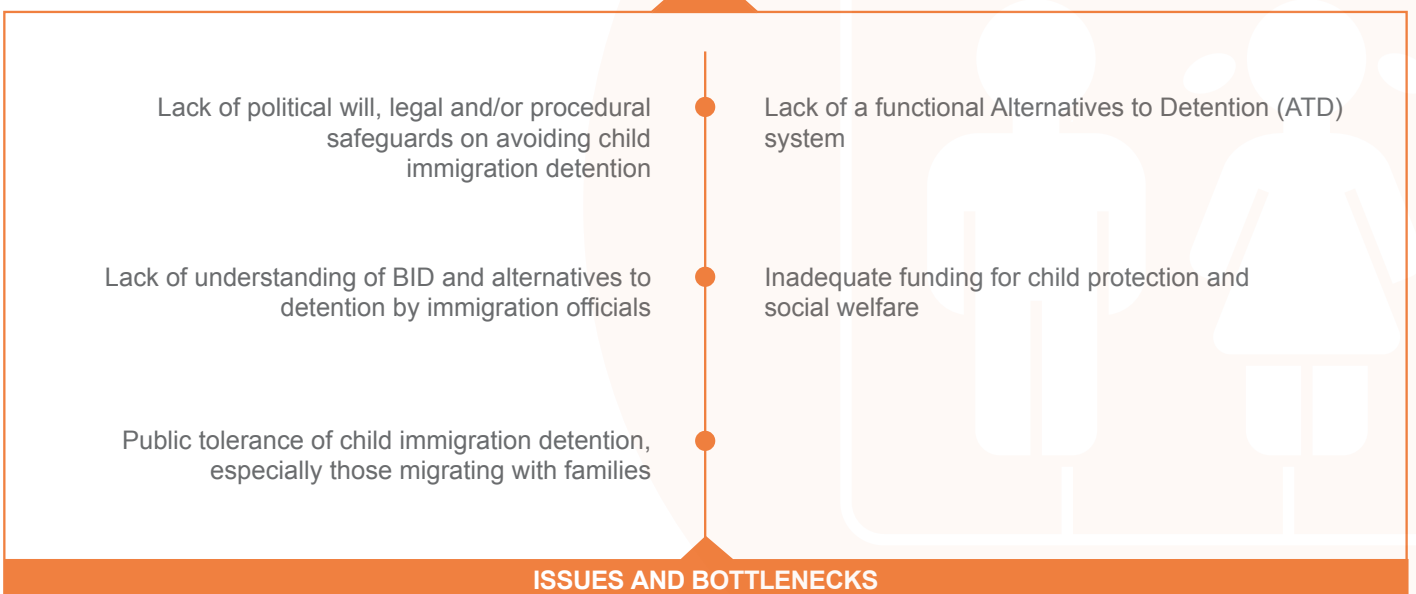 Lack of political will, legal and/or procedural
safeguards on avoiding child
immigration detention
Lack of a functional Alternatives to Detention (ATD)
system
Lack of understanding of BID and alternatives to
detention by immigration officials
Inadequate funding for child protection and
social welfare
Public tolerance of child immigration detention,
especially those migrating with families
ISSUES AND BOTTLENECKS